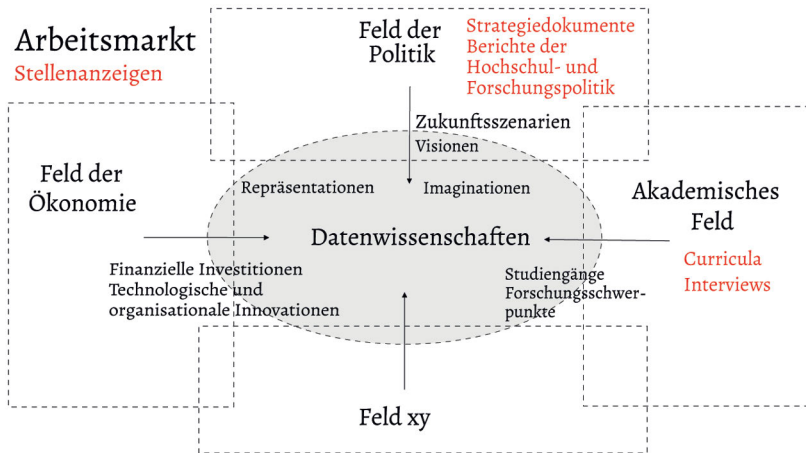 Arbeitsmarkt
Stellenanzeigen
Feld der
Politik
Strategiedokumente
Berichte der
Hochschul- und
Forschungspolitik
Zukunftsszenarien
Visionen
Repräsentationen
Imaginationen
Feld der
Ökonomie
Akademisches
Feld
Datenwissenschaften
Curricula
Interviews
Finanzielle Investitionen
Technologische und
organisationale Innovationen
Studiengänge
Forschungsschwer-
punkte
Feld xy